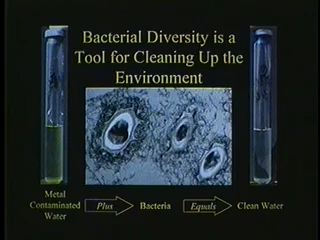 Bacterial Diversity is a
Tool for Cleaning Up the
Environment
Metal
Contaminated
Water
Plus
Bacteria
Equals
Clean Water